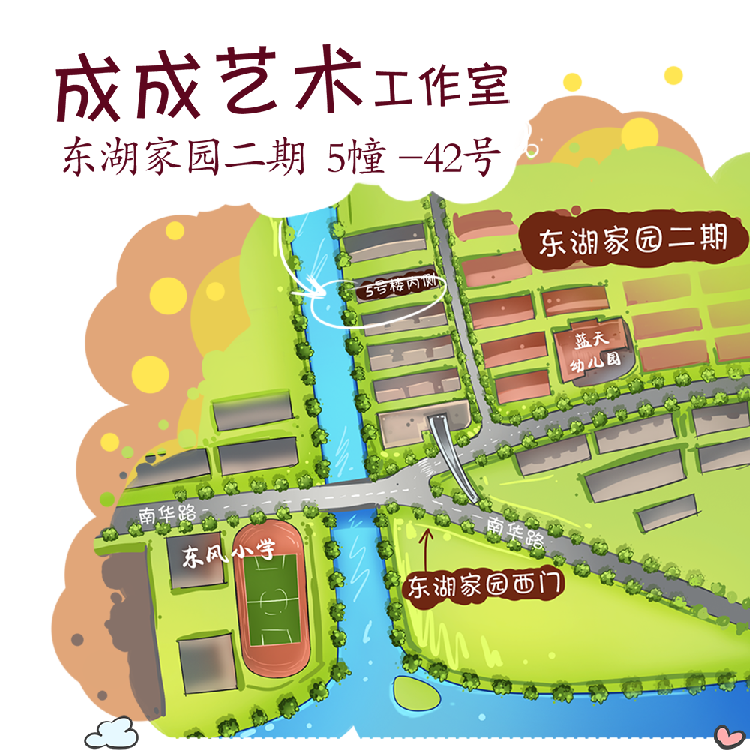 成成艺术工作室
东湖家园二期 5幢-42号
东湖家园二期
5号楼内侧
蓝天
幼儿园
南华路
南华路
东风小学
东湖家园西门